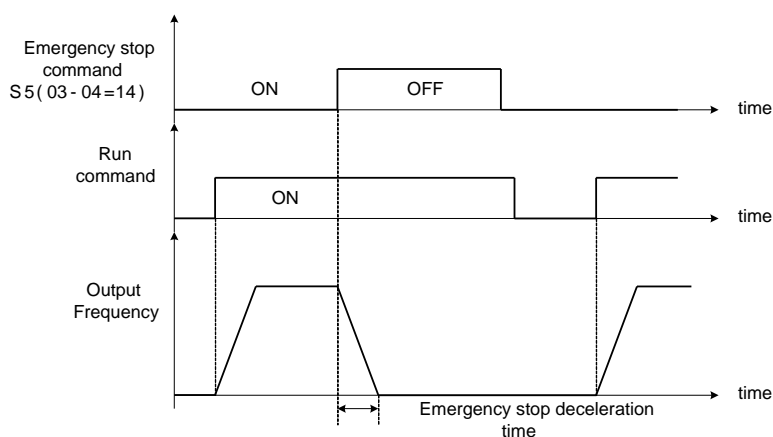 Emergency stop
command
S5( 03 - 04 =14)
ON
OFF
time
Run
command
ON
time
Output
Frequency
time
Emergency stop deceleration
time